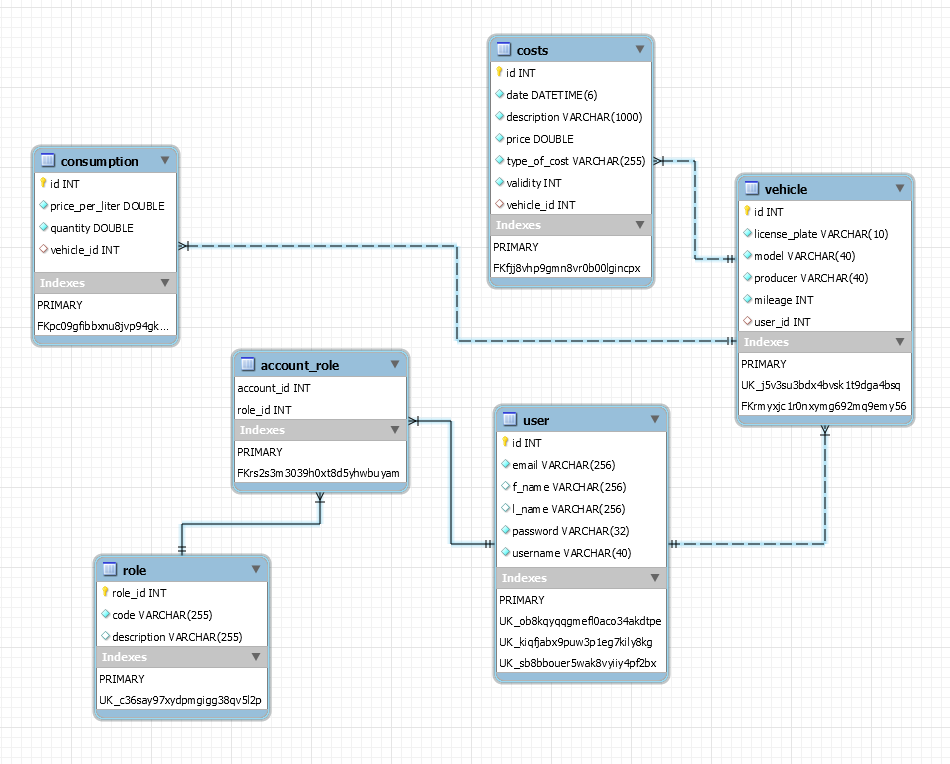 costs
id INT
date DATETIME(6)
description VARCHAR(1000)
price DOUBLE
type_of_cost VARCHAR(255)
validity INT
vehicle_id INT
Indexes
PRIMARY
FKfjj8vhp9gmn8vr0b00lgincpx
consumption
id INT
price_per_liter DOUBLE
quantity DOUBLE
vehicle_id INT
Indexes
PRIMARY
FKpc09gfibbxnu8jvp94gk...
vehicle
id INT
license_plate VARCHAR(10)
model VARCHAR(40)
producer VARCHAR(40)
mileage INT
user_id INT
Indexes
PRIMARY
UK_j5v3su3bdx4bvsk1t9dga4bsq
FKrmyxjc1r0nxymg692mq9emy56
account_role
account_id INT
role_id INT
Indexes
PRIMARY
FKrs2s3m3039h0xt8d5yhwbuyam
user
id INT
email VARCHAR(256)
f_name VARCHAR(256)
l_name VARCHAR(256)
password VARCHAR(32)
username VARCHAR(40)
Indexes
PRIMARY
UK_ob8kqyqqgmefl0aco34akdtpe
UK_kiqfjabx9puw3p1eg7kily8kg
UK_sb8bbouer5wak8vyiiy4pf2bx
role
role_id INT
code VARCHAR(255)
description VARCHAR(255)
Indexes
PRIMARY
UK_c36say97xydpmgigg38qv5l2p